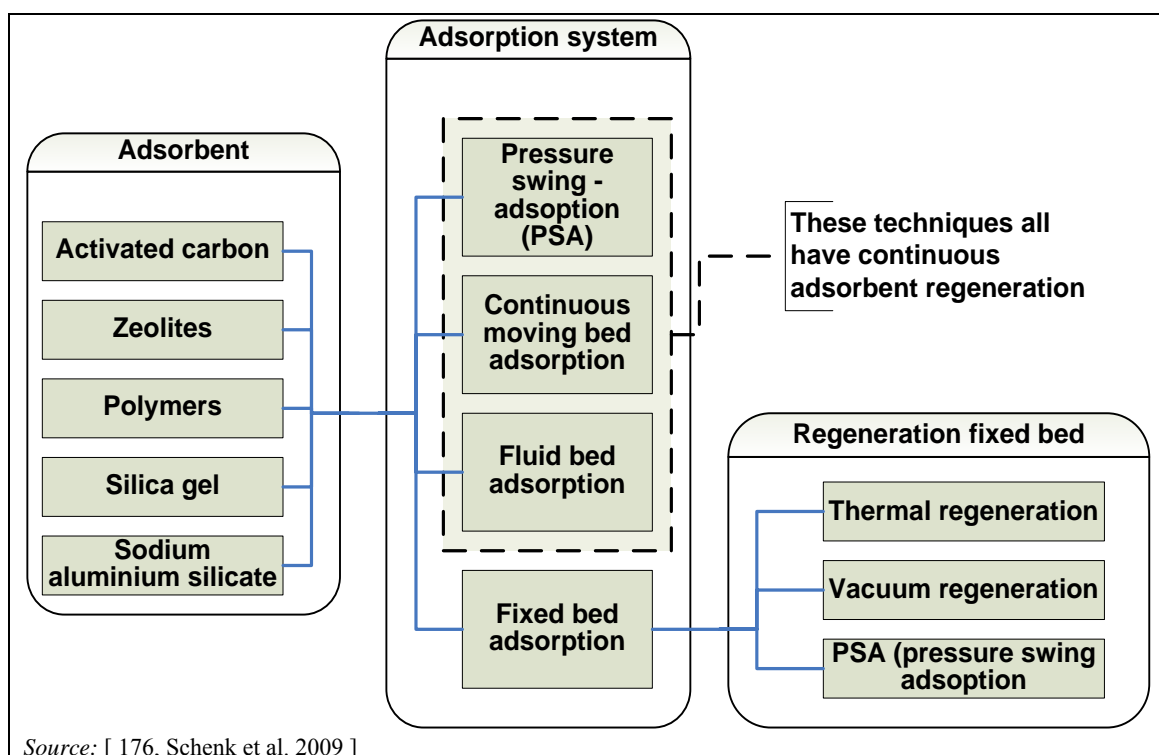 Adsorption system
Adsorbent
Activated carbon
Zeolites
Polymers
Silica gel
Sodium
aluminium silicate
Pressure
swing -
adsoption
(PSA)
Continuous
moving bed
adsorption
Fluid bed
adsorption
Fixed bed
adsorption
These techniques all
have continuous
adsorbent regeneration
Regeneration fixed bed
Thermal regeneration
Vacuum regeneration
PSA (pressure swing
adsoption
Source: [ 176, Schenk et al. 2009 ]